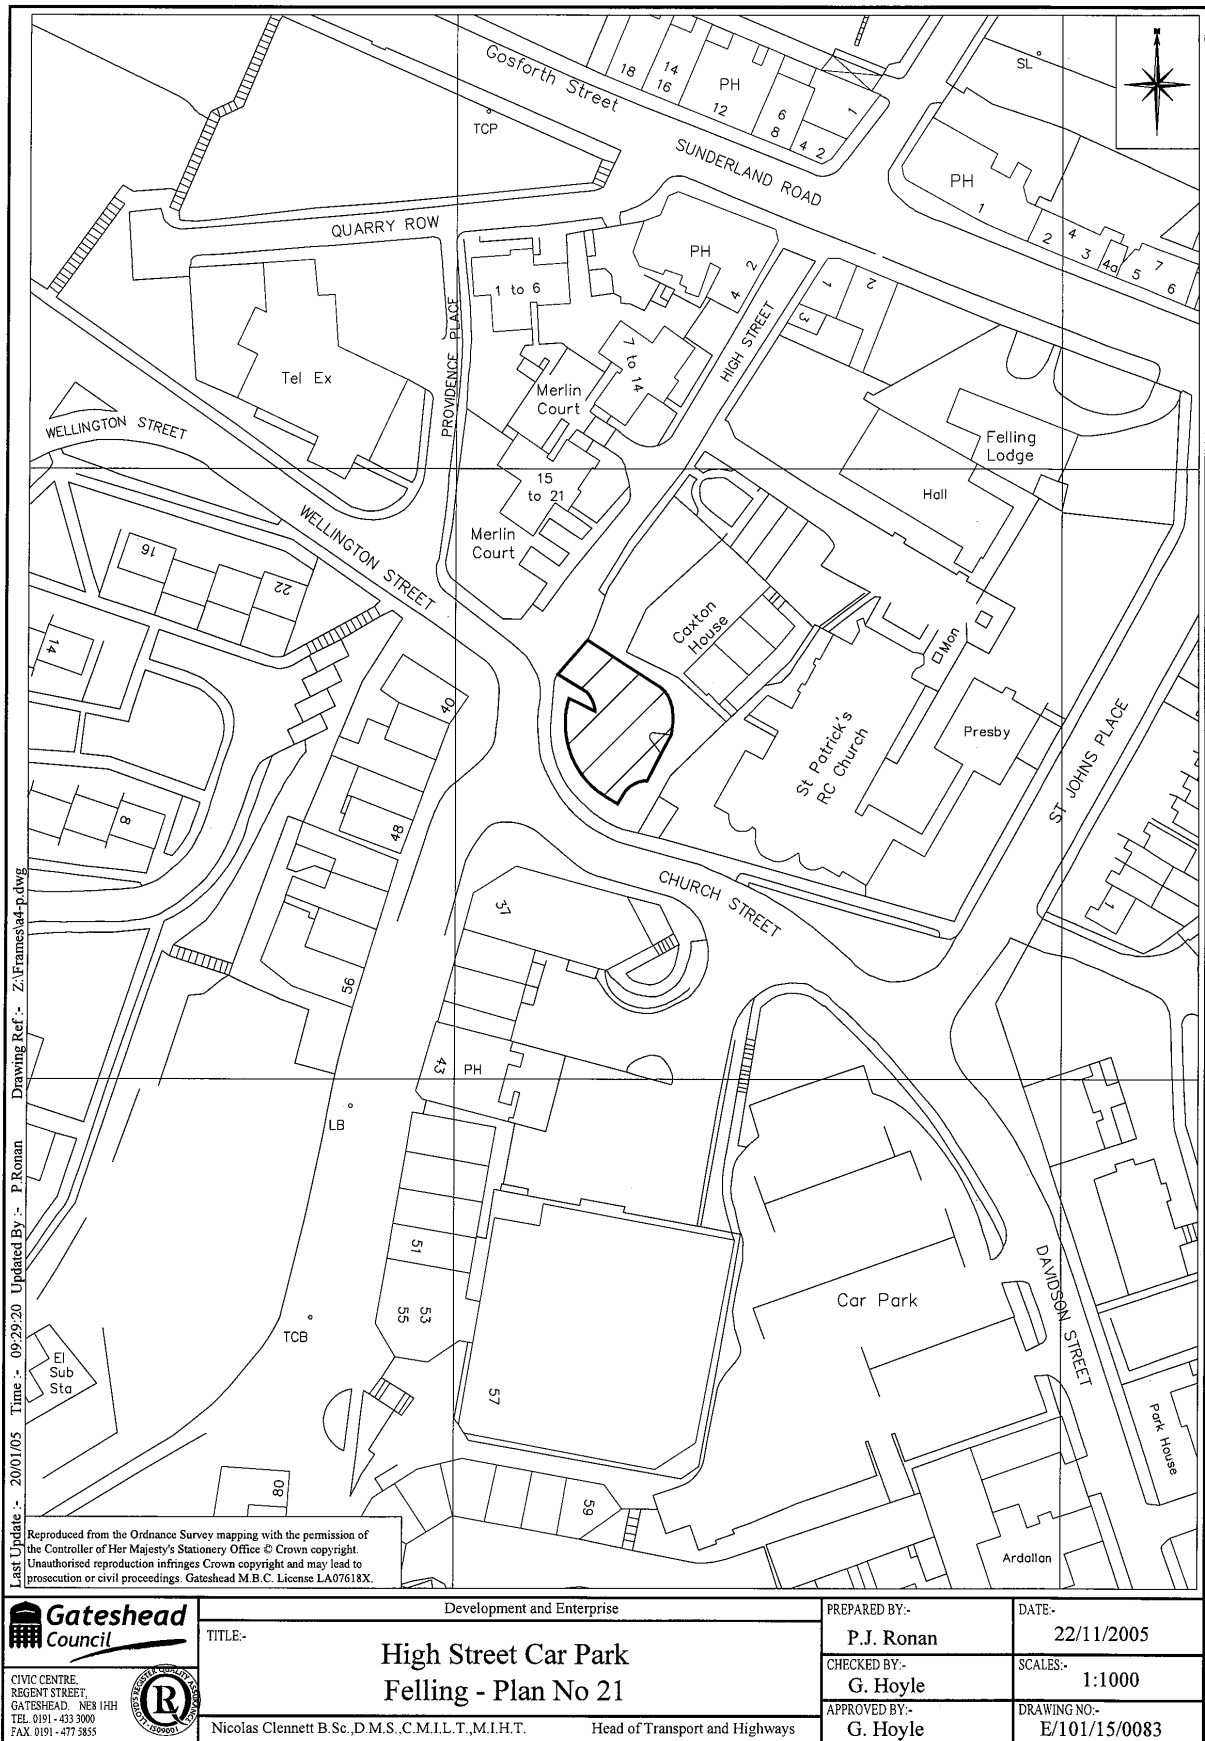 Gosforth Street
18
14
16
PH
12
6
8
4 2
1
SL
N
TCP
SUNDERLAND ROAD
PH
1
2
4
3
4a
5
7
6
QUARRY ROW
PH
2
4
1 to 6
HIGH STREET
1
2
3
PROVIDENCE PLACE
7 to 14
Tel Ex
Merlin
Court
WELLINGTON STREET
Felling
Lodge
15
to 21
Hall
WELLINGTON STREET
Merlin
Court
16
22
14
Caxton
House
Mon
40
St Patrick's
RC Church
Presby
ST JOHNS PLACE
8
48
CHURCH STREET
37
1
56
43
PH
LB
51
53
55
Car Park
DAVIDSON STREET
TCB
El
Sub
Sta
57
Park House
80
59
Ardallan
Last Update :- 20/01/05 Time :- 09:29:20 Updated By :- P.Ronan Drawing Ref :- Z:\Frames\a4-p.dwg
Reproduced from the Ordnance Survey mapping with the permission of
the Controller of Her Majesty's Stationery Office © Crown copyright.
Unauthorised reproduction infringes Crown copyright and may lead to
prosecution or civil proceedings. Gateshead M.B.C. License LA07618X.
Gateshead
Council
CIVIC CENTRE,
REGENT STREET,
GATESHEAD. NE8 1HH
TEL. 0191 - 433 3000
FAX. 0191 - 477 5855
LLOYD'S REGISTER QUALITY ASSURANCE
R
ISO9001
Development and Enterprise
TITLE:-
High Street Car Park
Felling - Plan No 21
Nicolas Clennett B.Sc.,D.M.S.,C.M.I.L.T.,M.I.H.T. Head of Transport and Highways
PREPARED BY:-
P.J. Ronan
DATE:-
22/11/2005
CHECKED BY:-
G. Hoyle
SCALES:-
1:1000
APPROVED BY:-
G. Hoyle
DRAWING NO:-
E/101/15/0083